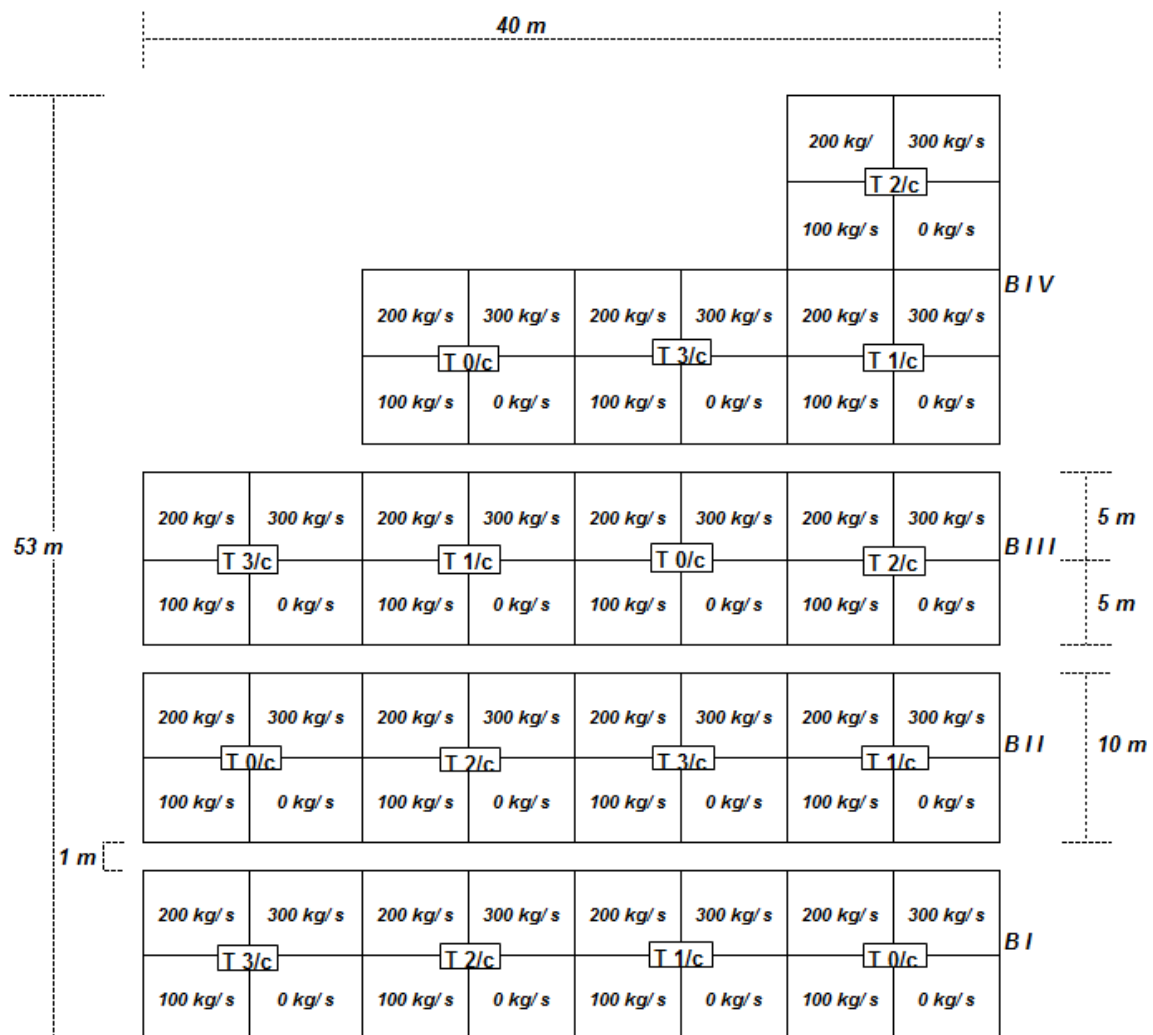 40 m
200 kg/ 300 kg/ s
T 2/c
100 kg/ s 0 kg/ s
B I V
200 kg/ s 300 kg/ s 200 kg/ s 300 kg/ s 200 kg/ s 300 kg/ s
T 0/c T 3/c T 1/c
100 kg/ s 0 kg/ s 100 kg/ s 0 kg/ s 100 kg/ s 0 kg/ s
200 kg/ s 300 kg/ s 200 kg/ s 300 kg/ s 200 kg/ s 300 kg/ s 200 kg/ s 300 kg/ s 5 m
53 m B I I I
T 3/c T 1/c T 0/c T 2/c
100 kg/ s 0 kg/ s 100 kg/ s 0 kg/ s 100 kg/ s 0 kg/ s 100 kg/ s 0 kg/ s 5 m
200 kg/ s 300 kg/ s 200 kg/ s 300 kg/ s 200 kg/ s 300 kg/ s 200 kg/ s 300 kg/ s
B I I 10 m
T 0/c T 2/c T 3/c T 1/c
100 kg/ s 0 kg/ s 100 kg/ s 0 kg/ s 100 kg/ s 0 kg/ s 100 kg/ s 0 kg/ s
1 m
200 kg/ s 300 kg/ s 200 kg/ s 300 kg/ s 200 kg/ s 300 kg/ s 200 kg/ s 300 kg/ s
B I
T 3/c T 2/c T 1/c T 0/c
100 kg/ s 0 kg/ s 100 kg/ s 0 kg/ s 100 kg/ s 0 kg/ s 100 kg/ s 0 kg/ s